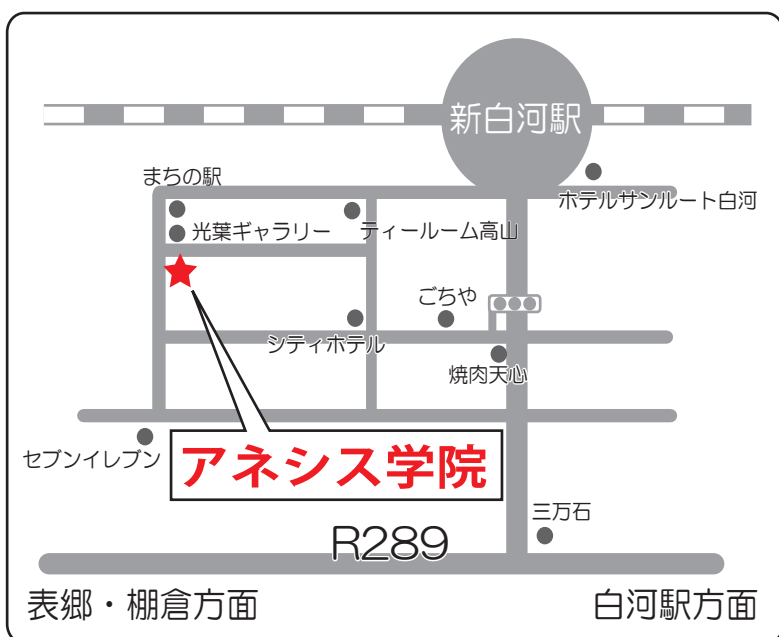 新白河駅
まちの駅
ホテルサンルート白河
光葉ギャラリー
ティールーム高山
ごちや
シティホテル
焼肉天心
セブンイレブン
アネシス学院
三万石
R289
表郷・棚倉方面
白河駅方面